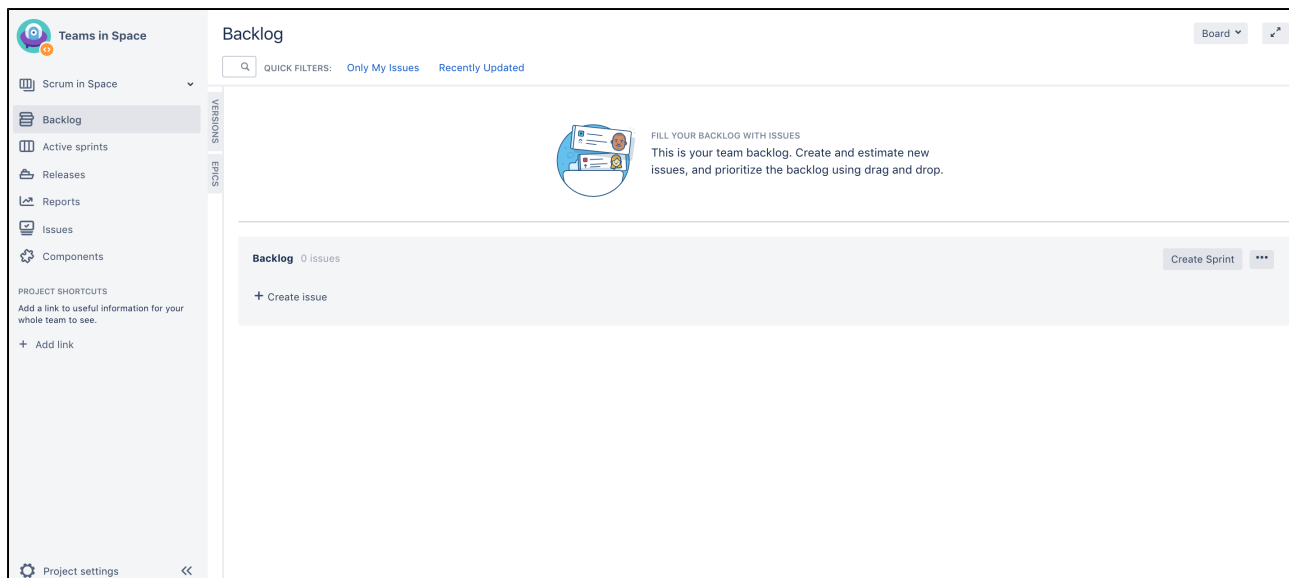 Teams in Space
Scrum in Space
Backlog
Active sprints
Releases
Reports
Issues
Components
PROJECT SHORTCUTS
Add a link to useful information for your
whole team to see.
+ Add link
Project settings
Backlog
Board
QUICK FILTERS: Only My Issues Recently Updated
VERSIONS
EPICS
FILL YOUR BACKLOG WITH ISSUES
This is your team backlog. Create and estimate new
issues, and prioritize the backlog using drag and drop.
Backlog 0 issues
Create Sprint
+ Create issue